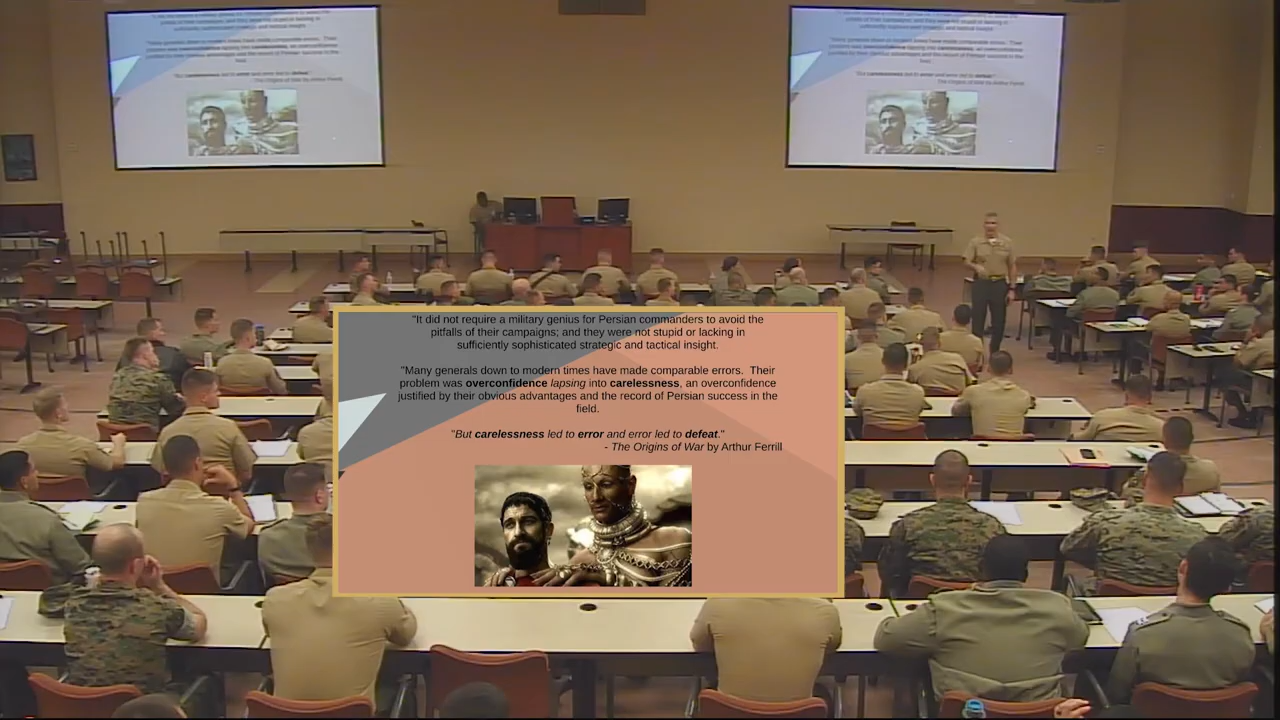 "It did not require a military genius for Persian commanders to avoid the
pitfalls of their campaigns; and they were not stupid or lacking in
sufficiently sophisticated strategic and tactical insight.
"Many generals down to modern times have made comparable errors.  Their
problem was overconfidence lapsing into carelessness, an overconfidence
justified by their obvious advantages and the record of Persian success in the
field.
"But carelessness led to error and error led to defeat."
- The Origins of War by Arthur Ferrill